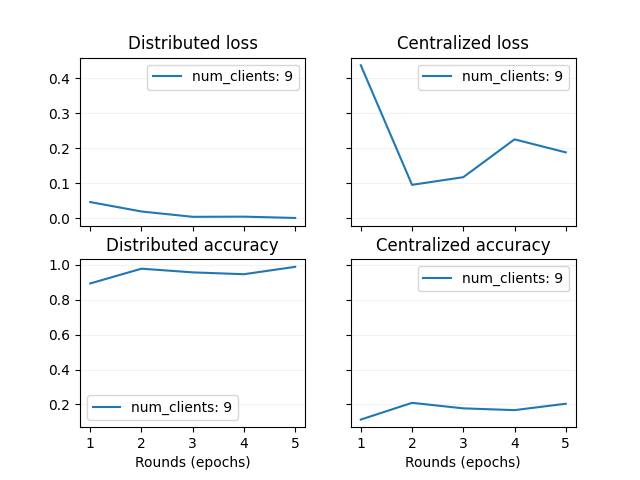 Distributed loss
Centralized loss
0.4
0.3
0.2
0.1
0.0
num_clients: 9
num_clients: 9
Distributed accuracy
Centralized accuracy
1.0
0.8
0.6
0.4
0.2
num_clients: 9
num_clients: 9
1 2 3 4 5
Rounds (epochs)
1 2 3 4 5
Rounds (epochs)